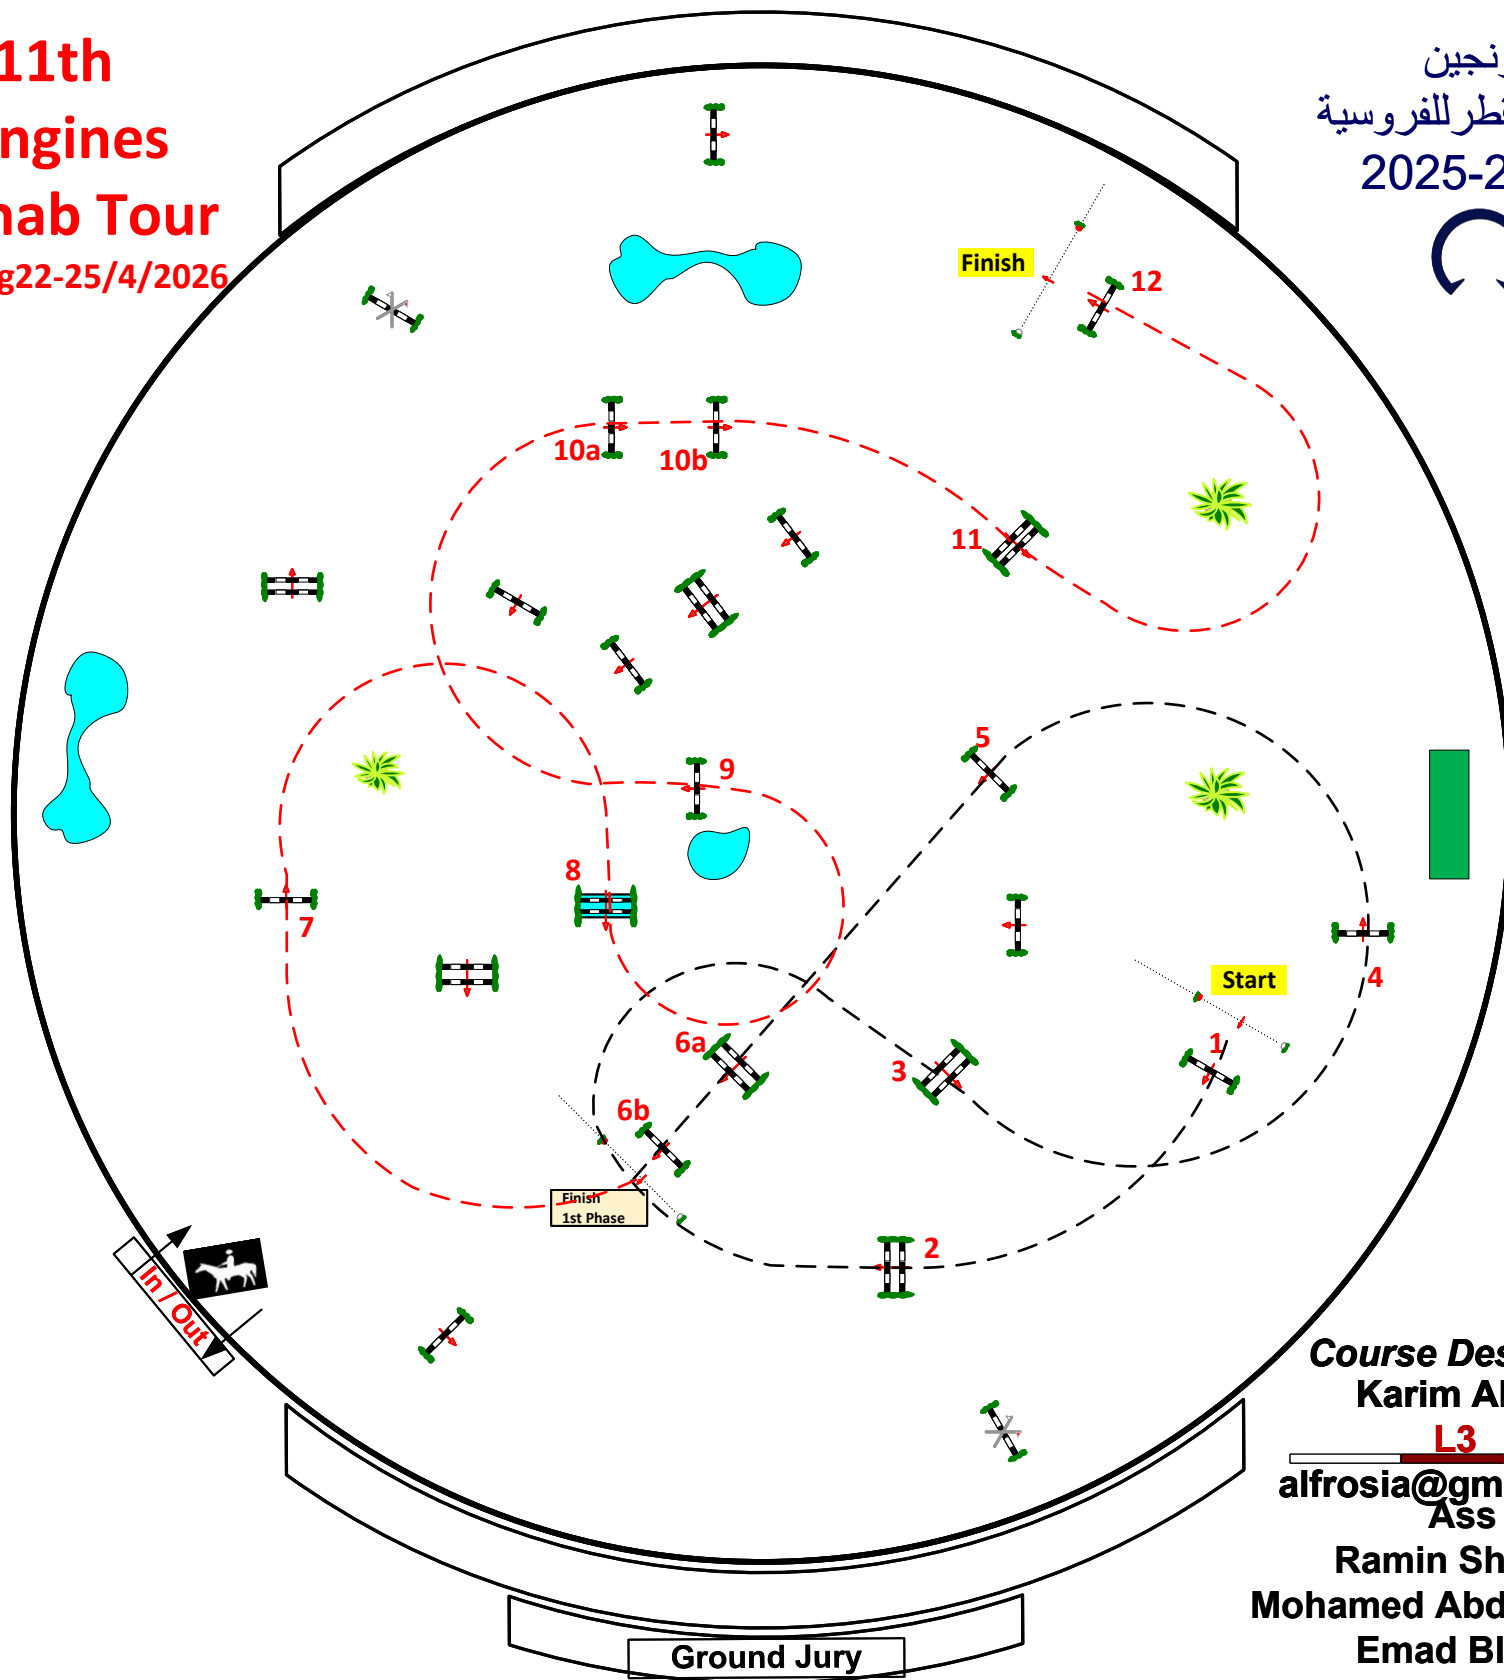 11th
ngines
nab Tour
g22-25/4/2026
نجين
قطرللفروسية
2025-2
Finish
12
10a
10b
11
5
9
8
7
Start
4
1
6a
3
6b
Finish
1st Phase
2
In / Out
Course Des
Karim Al
L3
alfrosia@gm
Ass
Ramin Sh
Mohamed Abd
Emad Bl
Ground Jury